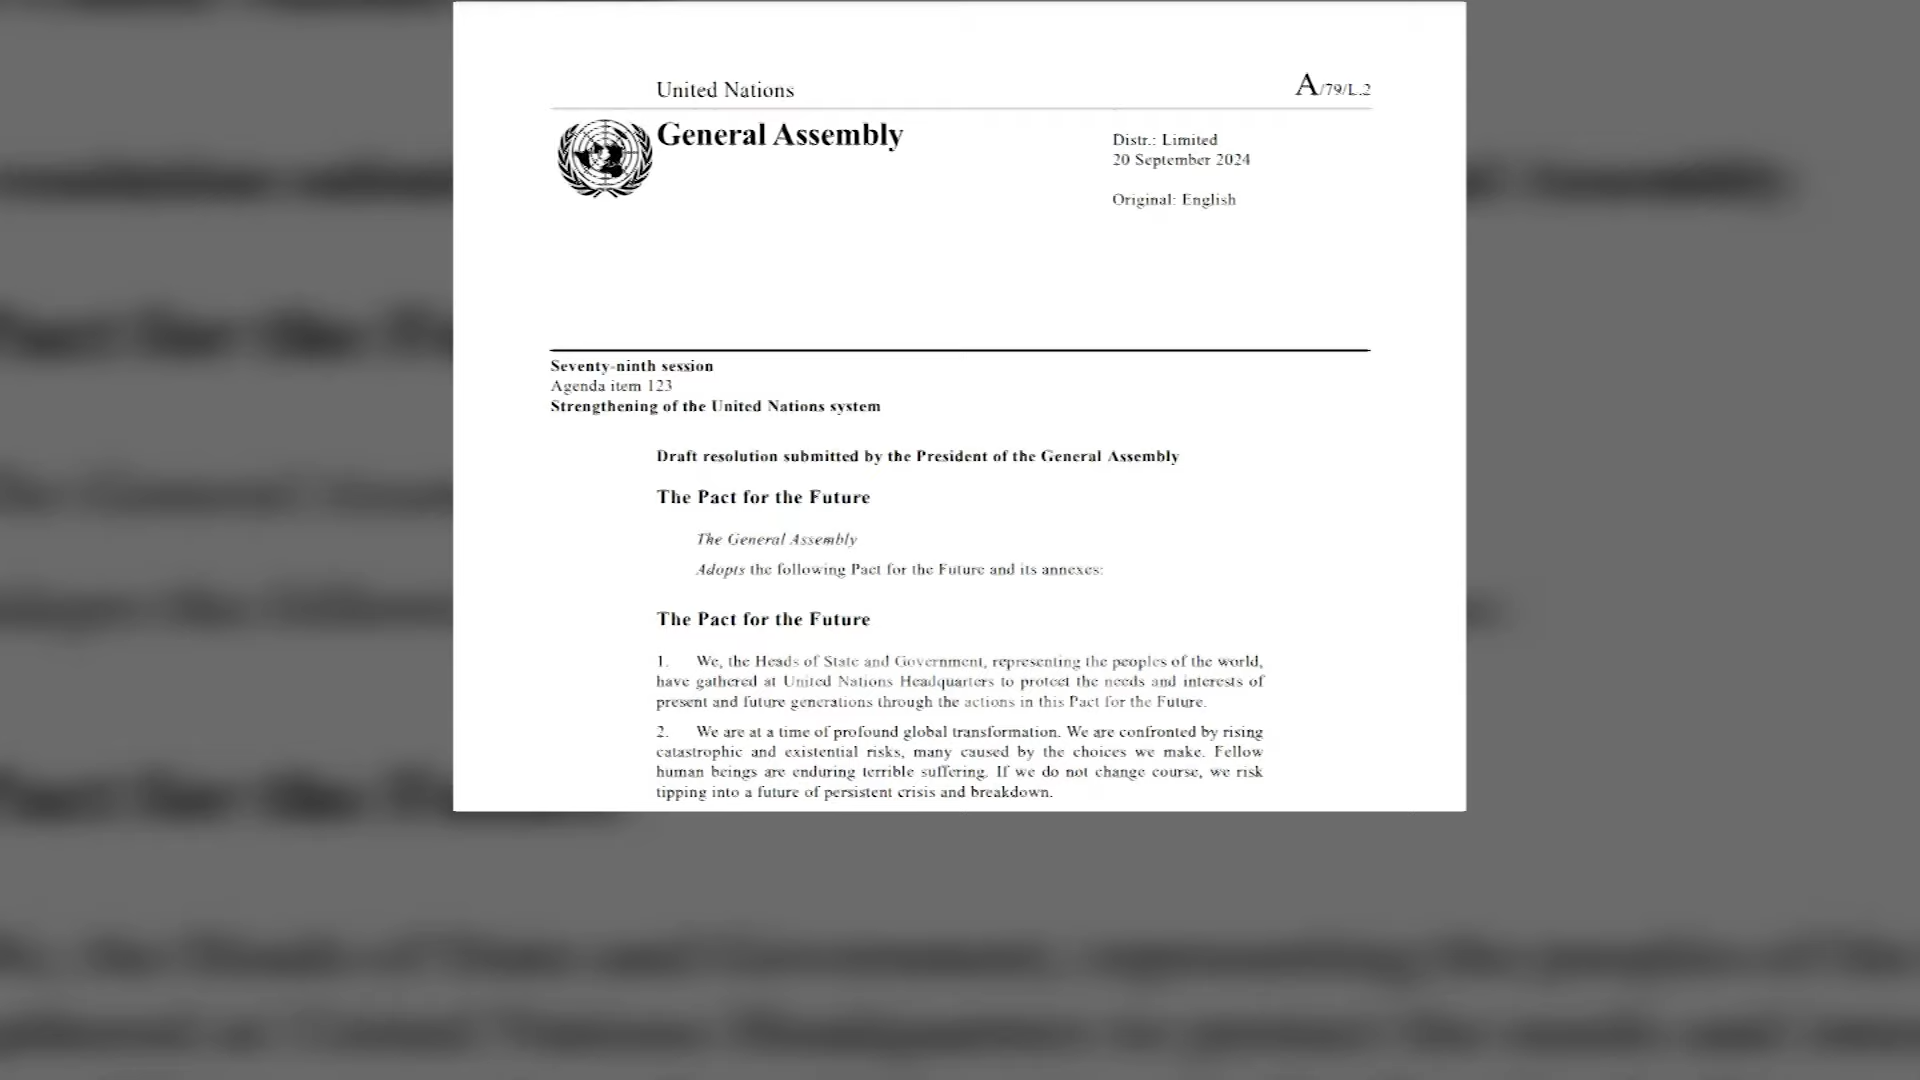 United Nations
A/79/L.2
General Assembly
Distr.: Limited
20 September 2024
Original: English
Seventy-ninth session
Agenda item 123
Strengthening of the United Nations system
Draft resolution submitted by the President of the General Assembly
The Pact for the Future
The General Assembly
Adopts the following Pact for the Future and its annexes:
The Pact for the Future
1. We, the Heads of State and Government, representing the peoples of the world,
have gathered at United Nations Headquarters to protect the needs and interests of
present and future generations through the actions in this Pact for the Future.
2. We are at a time of profound global transformation. We are confronted by rising
catastrophic and existential risks, many caused by the choices we make. Fellow
human beings are enduring terrible suffering. If we do not change course, we risk
tipping into a future of persistent crisis and breakdown.